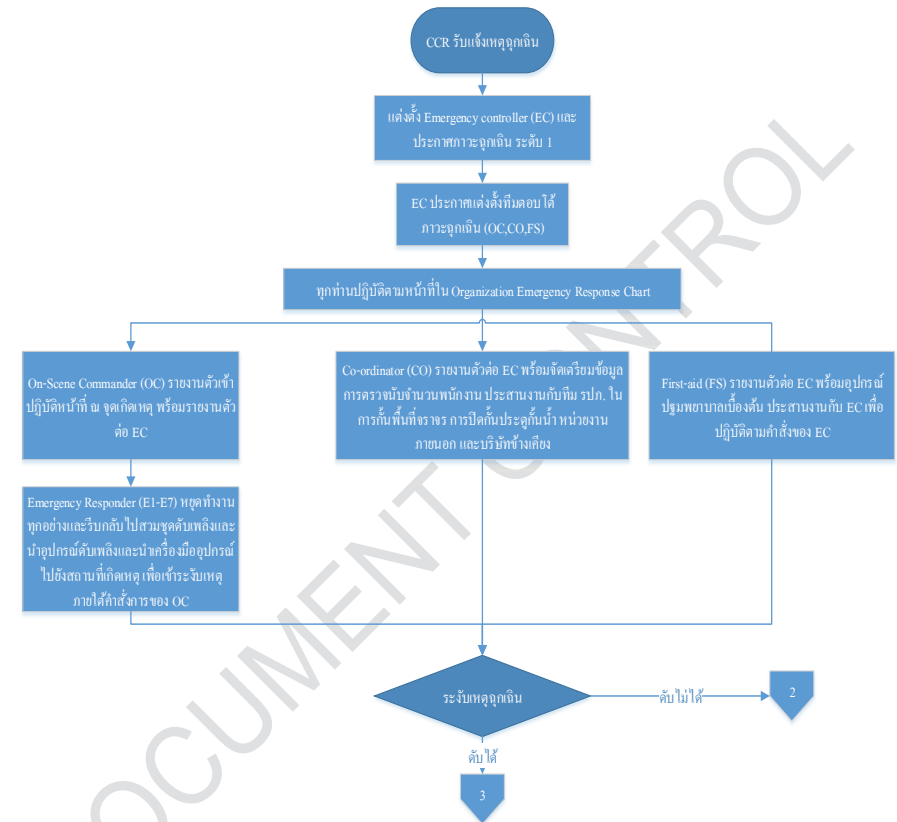 CCR รับแจ้งเหตุฉุกเฉิน
แต่งตั้ง Emergency controller (EC) และ
ประกาศภาวะฉุกเฉิน ระดับ 1
EC ประกาศแต่งตั้งทีมตอบโต้
ภาวะฉุกเฉิน (OC,CO,FS)
ทุกท่านปฏิบัติตามหน้าที่ใน Organization Emergency Response Chart
On-Scene Commander (OC) รายงานตัวเข้า
ปฏิบัติหน้าที่ ณ จุดเกิดเหตุ พร้อมรายงานตัว
ต่อ EC
Co-ordinator (CO) รายงานตัวต่อ EC พร้อมจัดเตรียมข้อมูล
การตรวจนับจำนวนพนักงาน ประสานงานกับทีม รปภ. ใน
การกั้นพื้นที่จราจร การปิดกั้นประตูกั้นน้ำ หน่วยงาน
ภายนอก และบริษัทข้างเคียง
First-aid (FS) รายงานตัวต่อ EC พร้อมอุปกรณ์
ปฐมพยาบาลเบื้องต้น ประสานงานกับ EC เพื่อ
ปฏิบัติตามคำสั่งของ EC
Emergency Responder (E1-E7) หยุดทำงาน
ทุกอย่างและรีบกลับไปสวมชุดดับเพลิงและ
นำอุปกรณ์ดับเพลิงและนำเครื่องมืออุปกรณ์
ไปยังสถานที่เกิดเหตุ เพื่อเข้าระงับเหตุ
ภายใต้คำสั่งการของ OC
ระงับเหตุฉุกเฉิน
ดับไม่ได้
2
ดับได้
3
OCUMENT CONTROL